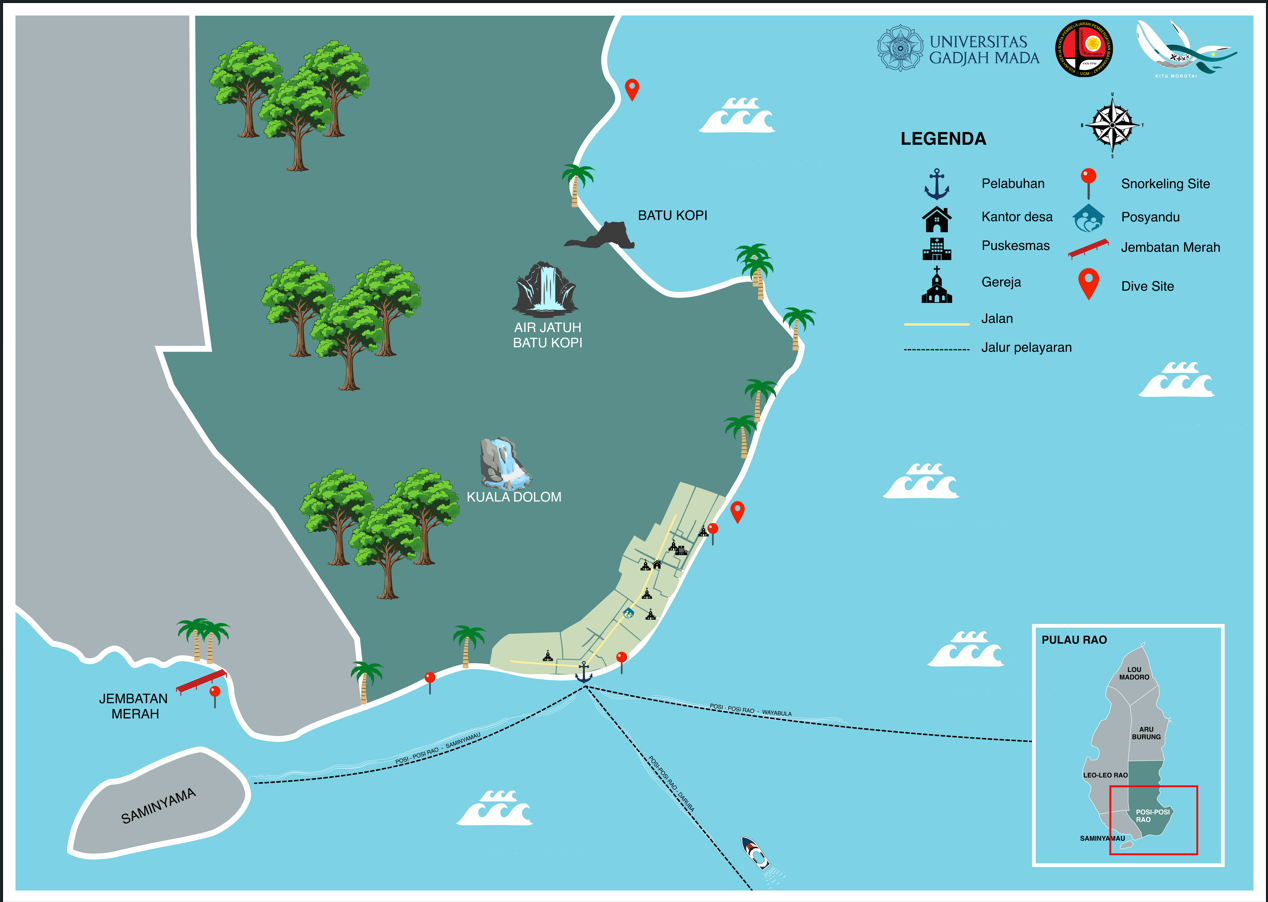 UNIVERSITAS
GADJAH MADA
KITA MOROTAI
LEGENDA
Pelabuhan
Kantor desa
Puskesmas
Gereja
Jalan
Jalur pelayaran
Snorkeling Site
Posyandu
Jembatan Merah
Dive Site
BATU KOPI
AIR JATUH
BATU KOPI
KUALA DOLOM
JEMBATAN
MERAH
SAMINYAMA
POSI - POSI RAO - SAMINYAMAU
POSI-POSI RAO - DARUBA
POSI - POSI RAO - WAYABULA
PULAU RAO
LOU
MADORO
ARU
BURUNG
LEO-LEO RAO
POSI-POSI
RAO
SAMINYAMAU